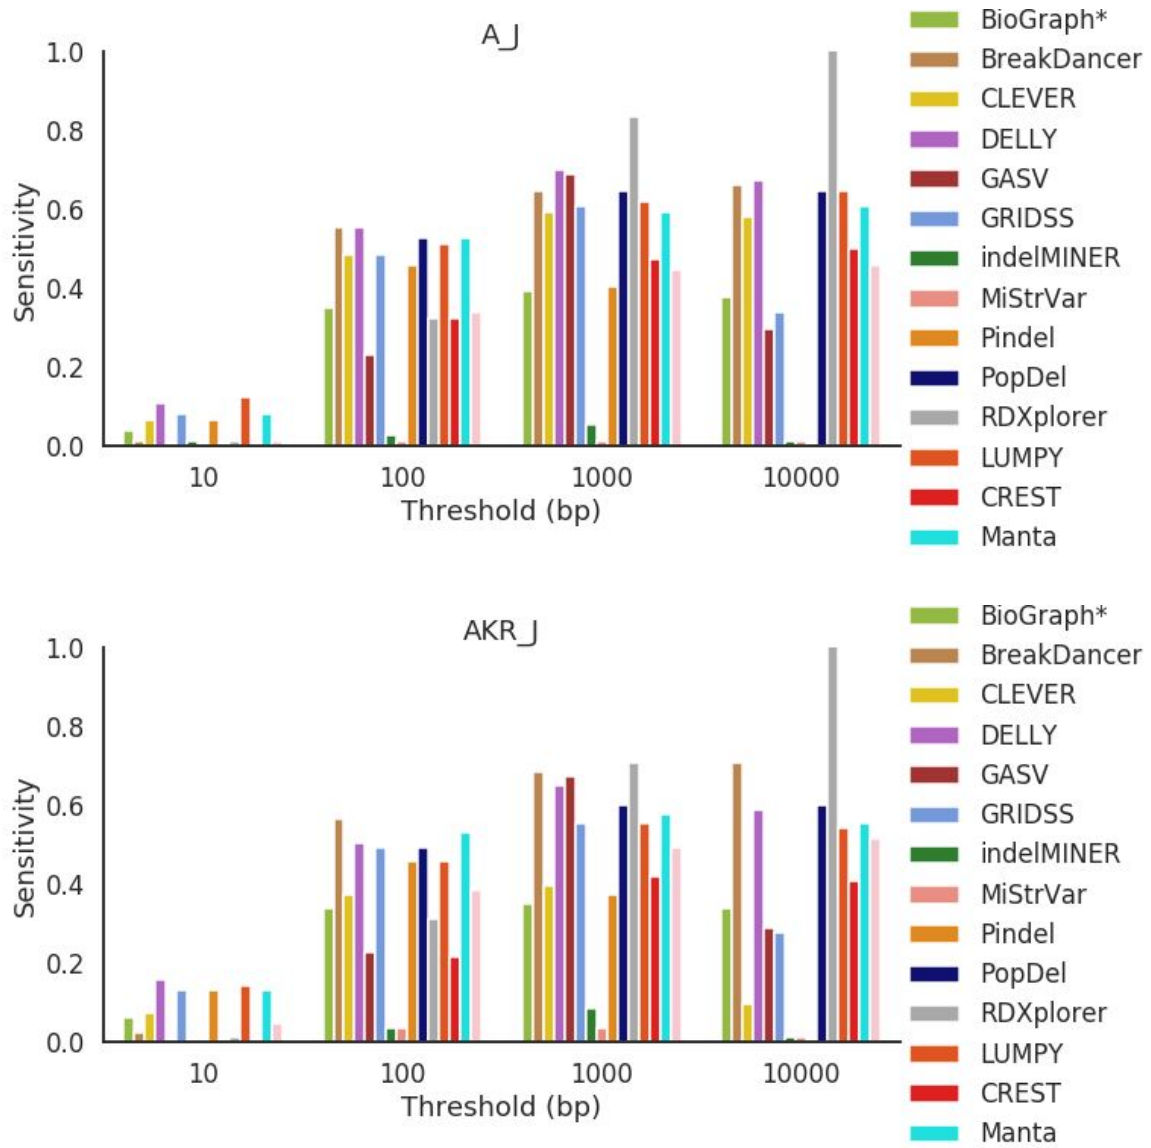 A_J
1.0
0.8
0.6
0.4
0.2
0.0
Sensitivity
10 100 1000 10000
Threshold (bp)
BioGraph*
BreakDancer
CLEVER
DELLY
GASV
GRIDSS
indelMINER
MiStrVar
Pindel
PopDel
RDXplorer
LUMPY
CREST
Manta
AKR_J
1.0
0.8
0.6
0.4
0.2
0.0
Sensitivity
10 100 1000 10000
Threshold (bp)
BioGraph*
BreakDancer
CLEVER
DELLY
GASV
GRIDSS
indelMINER
MiStrVar
Pindel
PopDel
RDXplorer
LUMPY
CREST
Manta